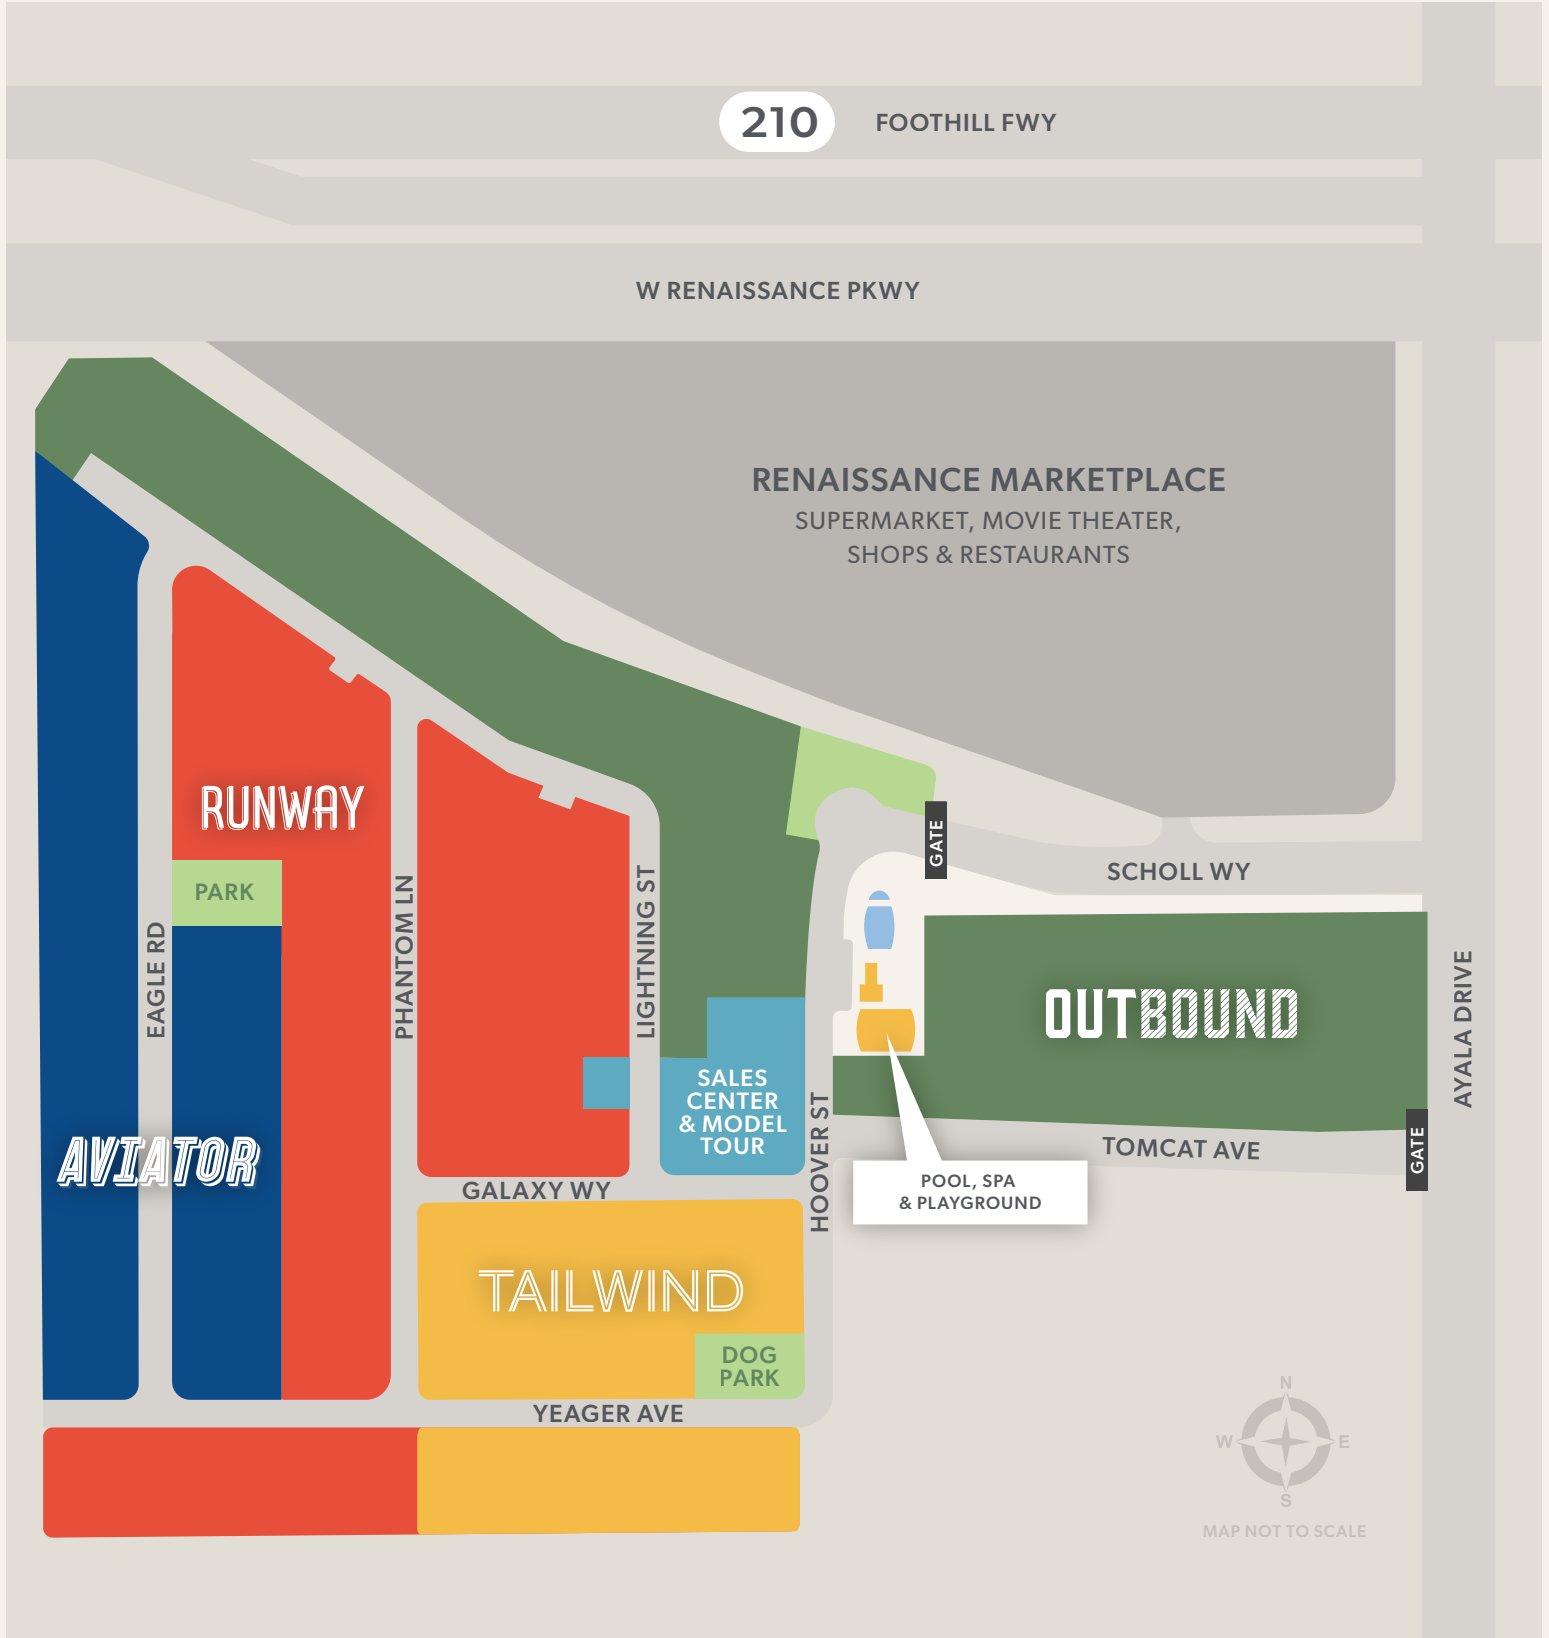 210
FOOTHILL FWY
W RENAISSANCE PKWY
RENAISSANCE MARKETPLACE
SUPERMARKET, MOVIE THEATER,
SHOPS & RESTAURANTS
RUNWAY
GATE
SCHOLL WY
PARK
EAGLE RD
PHANTOM LN
LIGHTNING ST
OUTBOUND
AYALA DRIVE
SALES
CENTER
& MODEL
TOUR
HOOVER ST
AVIATOR
TOMCAT AVE
GATE
POOL, SPA
& PLAYGROUND
GALAXY WY
TAILWIND
DOG
PARK
YEAGER AVE
N
W
E
S
MAP NOT TO SCALE